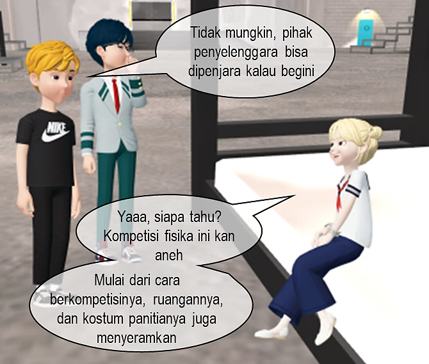 Tidak mungkin, pihak
penyelenggara bisa
dipenjara kalau begini
NIKE
Yaaa, siapa tahu?
Kompetisi fisika ini kan
aneh
Mulai dari cara
berkompetisinya, ruangannya,
dan kostum panitianya juga
menyeramkan